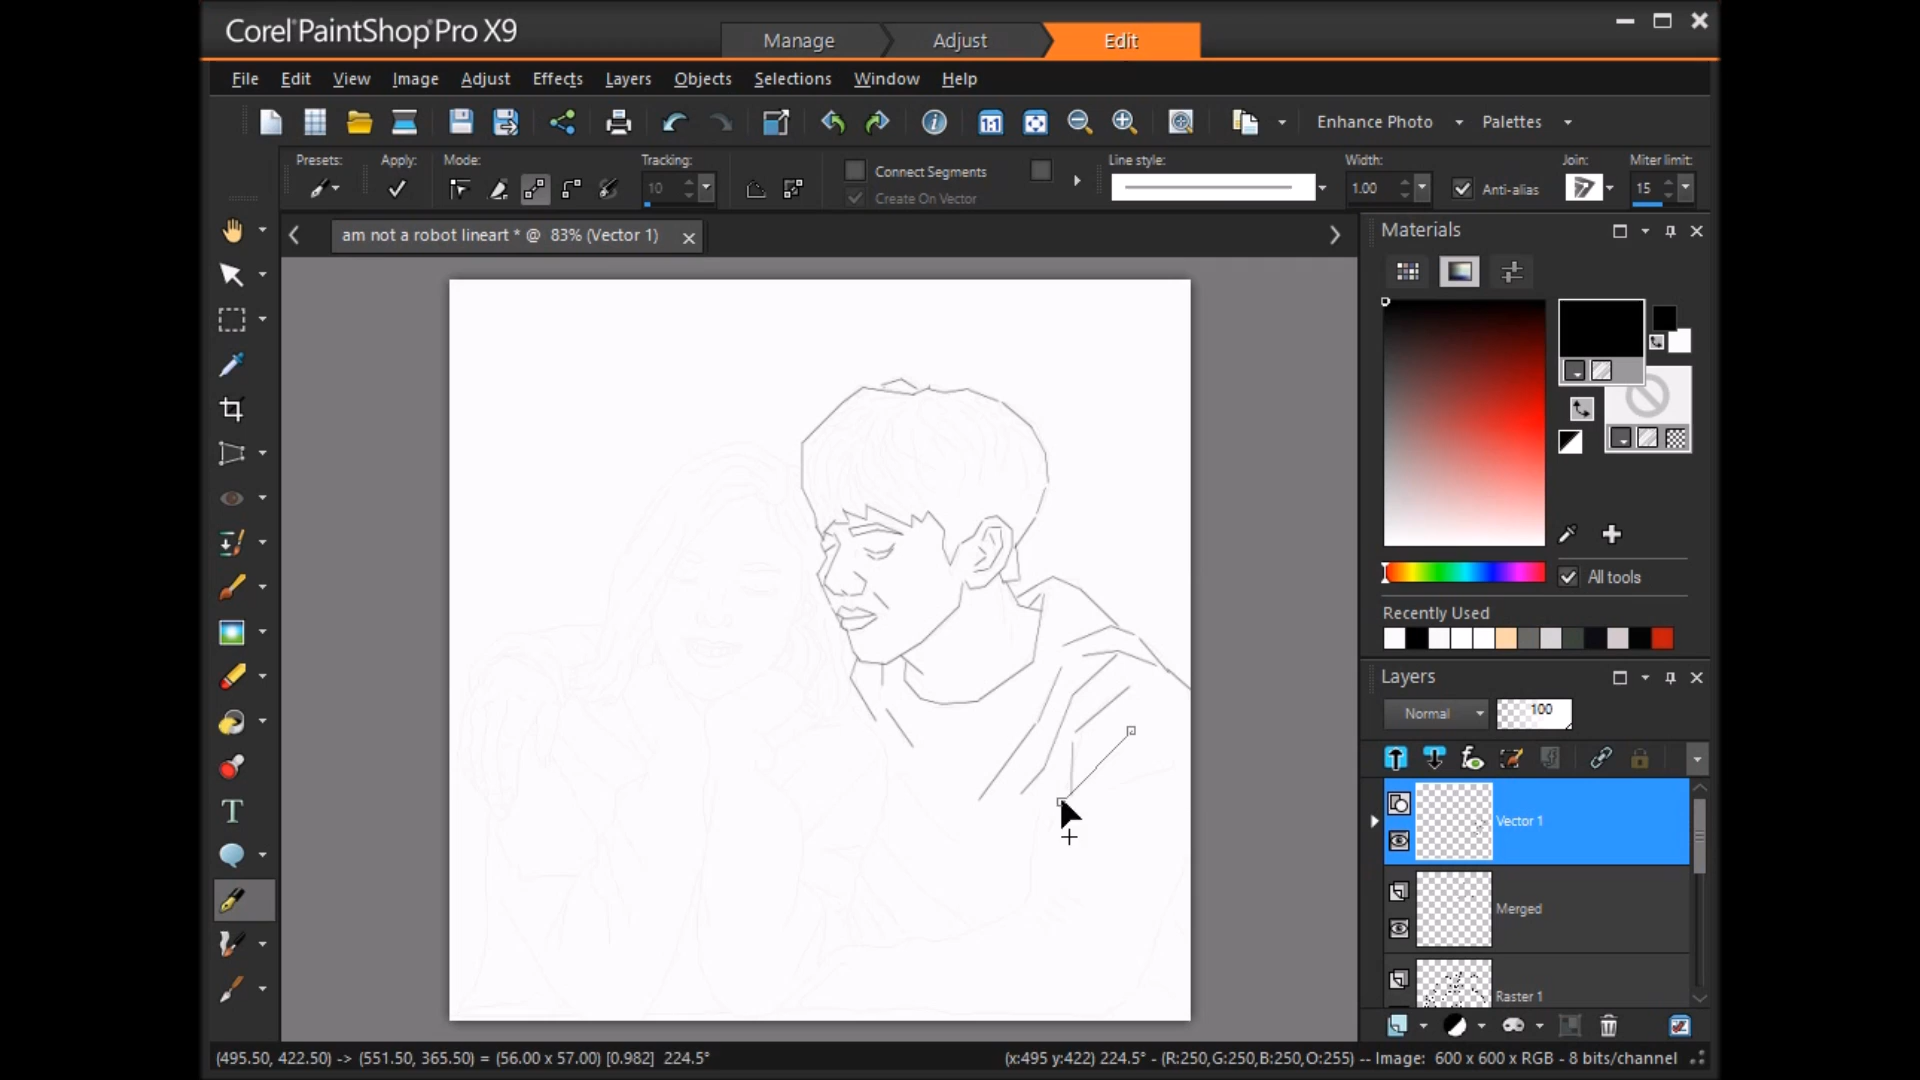 Corel PaintShop Pro X9
Manage Adjust Edit
File Edit View Image Adjust Effects Layers Objects Selections Window Help
1:1 Enhance Photo Palettes
Presets: Apply: Mode: Tracking: Line style: Width: Join: Miter limit:
10 Connect Segments 1.00 Anti-alias 15
Create On Vector
am not a robot lineart * @ 83% (Vector 1)
Materials
All tools
Recently Used
Layers
Normal 100
Vector 1
Merged
Raster 1
(495.50, 422.50) -> (551.50, 365.50) = (56.00 x 57.00) [0.982] 224.5°
(x:495 y:422) 224.5° - (R:250,G:250,B:250,O:255) -- Image: 600 x 600 x RGB - 8 bits/channel